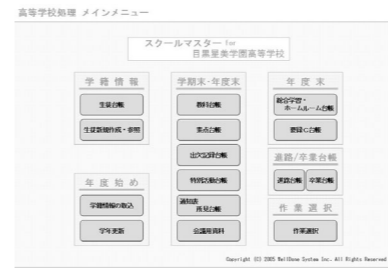 高等学校処理 メインメニュー
スクールマスター for
目黒星美学園高等学校
学 籍 情 報
生徒台帳
生徒新規作成・参照
年 度 始 め
学籍情報の取込
学年更新
学期末・年度末
教科台帳
素点台帳
出欠記録台帳
特別活動台帳
通知表
所見台帳
会議用資料
年 度 末
総合学習・
ホームルーム台帳
要録C台帳
進路/卒業台帳
進路台帳 卒業台帳
作 業 選 択
作業選択
Copyright (C) 2005 Wellbone System Inc. All Rights Reserved